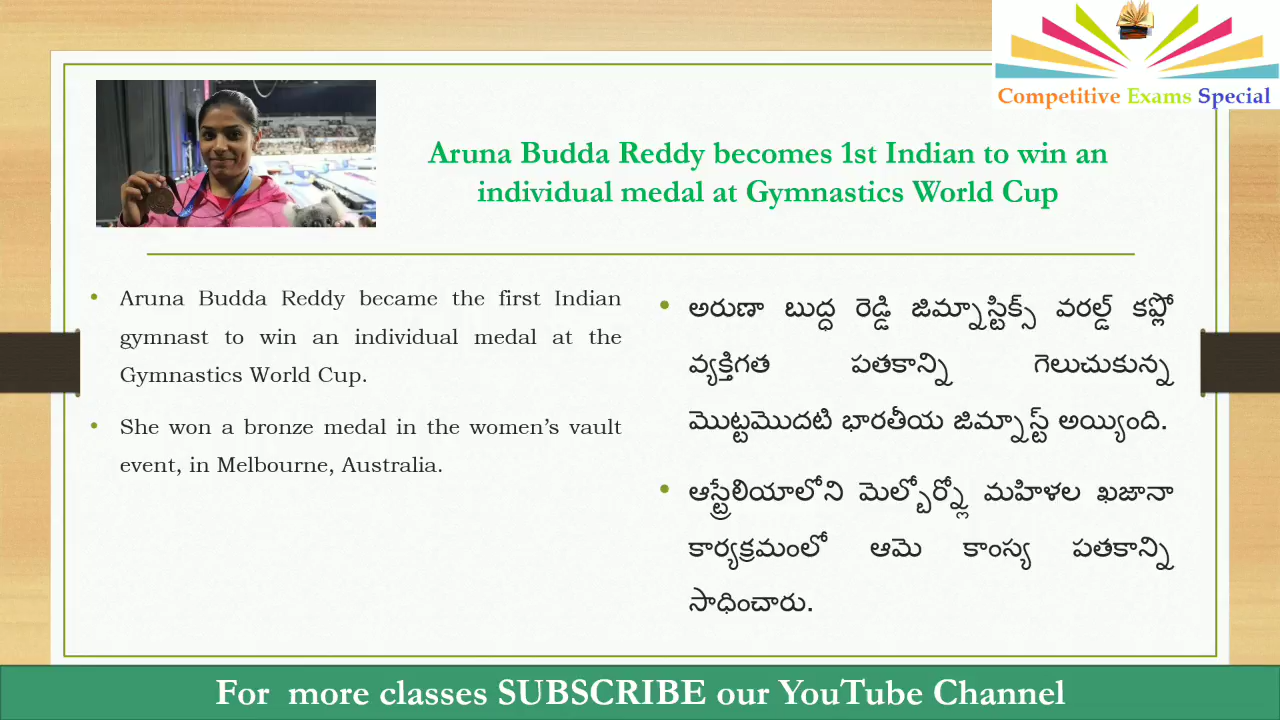 Competitive Exams Special
Aruna Budda Reddy becomes 1st Indian to win an
individual medal at Gymnastics World Cup
• Aruna Budda Reddy became the first Indian
gymnast to win an individual medal at the
Gymnastics World Cup.
• She won a bronze medal in the women’s vault
event, in Melbourne, Australia.
• అరుణా బుద్ధ రెడ్డి జిమ్నాస్టిక్స్ వరల్డ్ కప్లో
వ్యక్తిగత పతకాన్ని గెలుచుకున్న
మొట్టమొదటి భారతీయ జిమ్నాస్ట్ అయ్యింది.
• ఆస్ట్రేలియాలోని మెల్బోర్న్లో మహిళల ఖజానా
కార్యక్రమంలో ఆమె కాంస్య పతకాన్ని
సాధించారు.
For more classes SUBSCRIBE our YouTube Channel